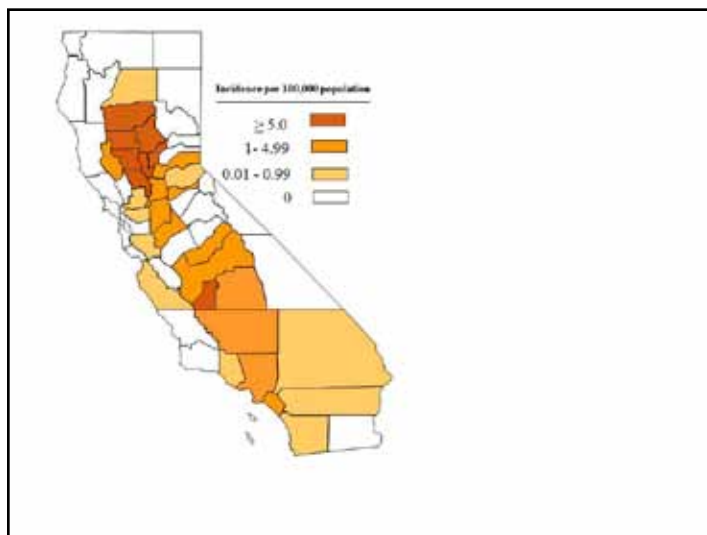 Incidence per 100,000 population
≥ 5.0
1- 4.99
0.01 - 0.99
0